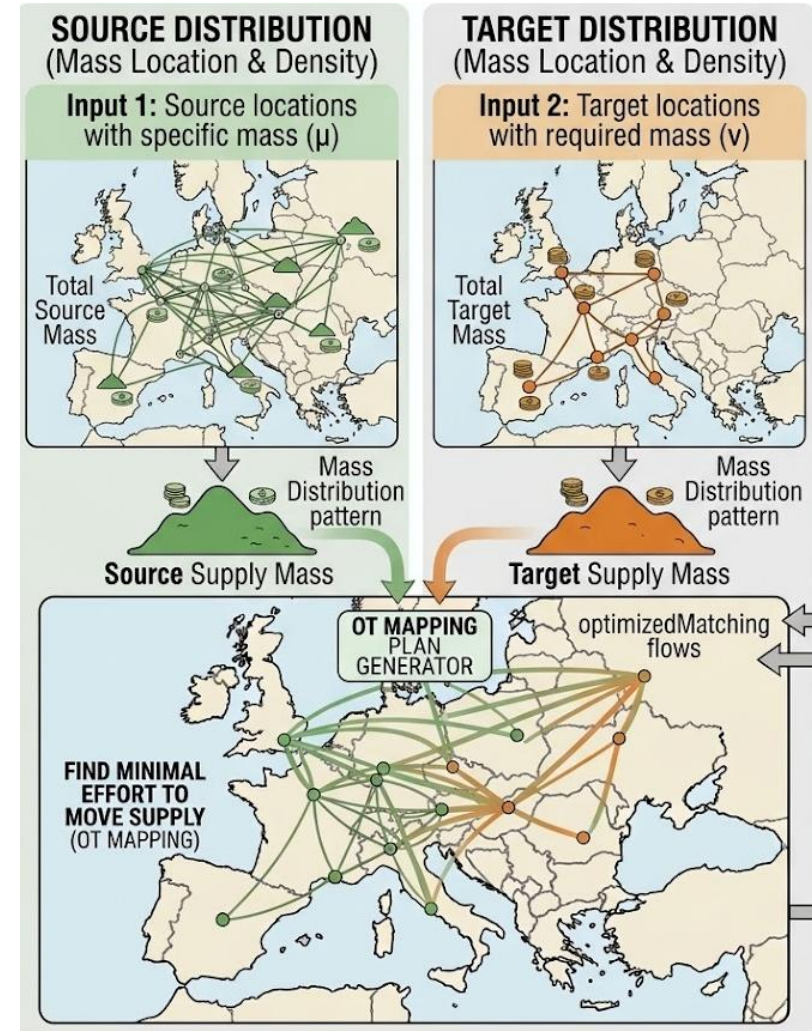 SOURCE DISTRIBUTION
(Mass Location & Density)
Input 1: Source locations
with specific mass (μ)
Total
Source
Mass
Mass
Distribution
pattern
Source Supply Mass
TARGET DISTRIBUTION
(Mass Location & Density)
Input 2: Target locations
with required mass (ν)
Total
Target
Mass
Mass
Distribution
pattern
Target Supply Mass
OT MAPPING
PLAN
GENERATOR
optimizedMatching
flows
FIND MINIMAL
EFFORT TO
MOVE SUPPLY
(OT MAPPING)